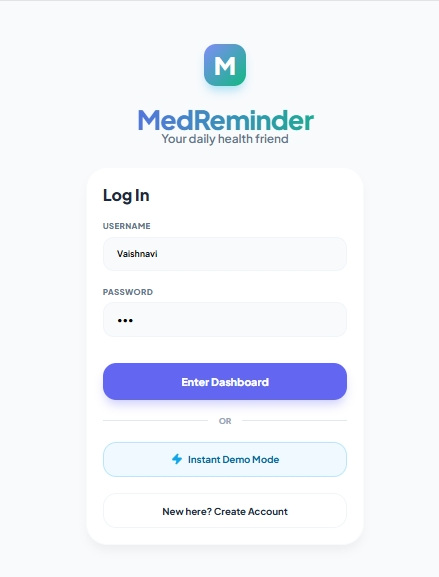 M
MedReminder
Your daily health friend
Log In
USERNAME
Vaishnavi
PASSWORD
•••
Enter Dashboard
OR
Instant Demo Mode
New here? Create Account